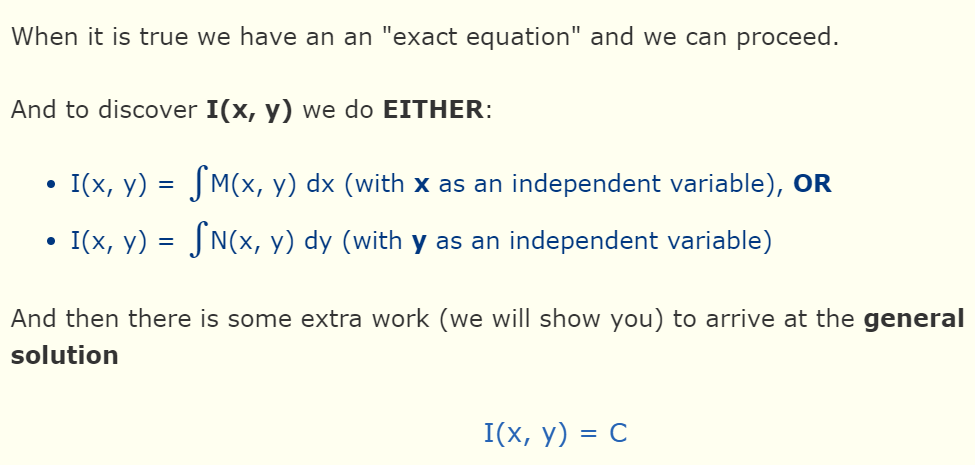 When it is true we have an an "exact equation" and we can proceed.
And to discover I(x, y) we do EITHER:
• I(x, y) = ∫M(x, y) dx (with x as an independent variable), OR
• I(x, y) = ∫N(x, y) dy (with y as an independent variable)
And then there is some extra work (we will show you) to arrive at the general
solution
I(x, y) = C